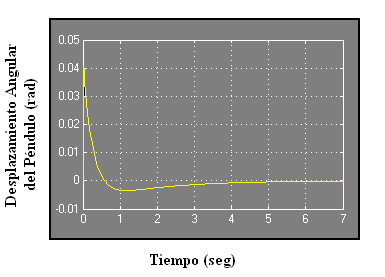 Desplazamiento Angular
del Péndulo (rad)
0.05
0.04
0.03
0.02
0.01
0
-0.01
0 1 2 3 4 5 6 7
Tiempo (seg)